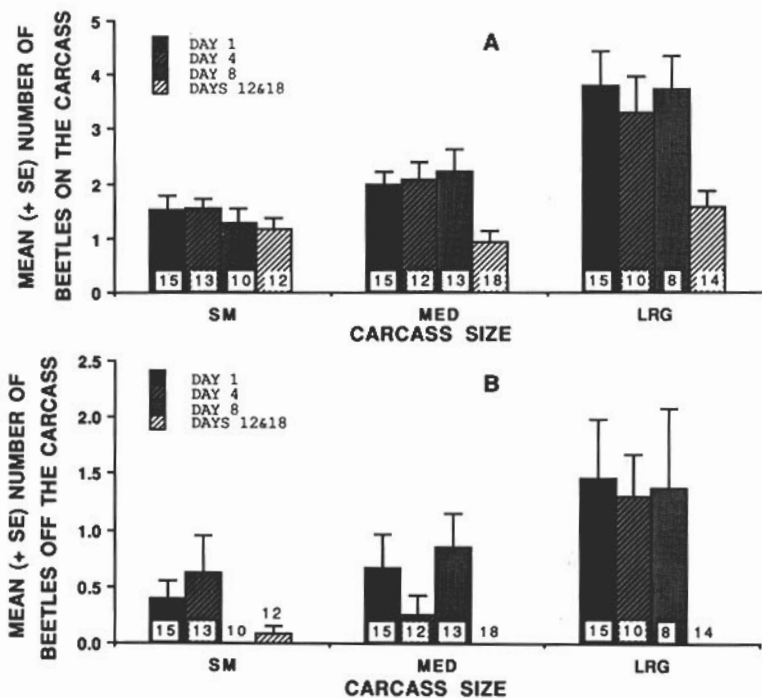 A
DAY 1
DAY 4
DAY 8
DAYS 12&18
MEAN (+ SE) NUMBER OF
BEETLES ON THE CARCASS
5
4
3
2
1
0
15 13 10 12 15 12 13 18 15 10 8 14
SM MED LRG
CARCASS SIZE
B
DAY 1
DAY 4
DAY 8
DAYS 12&18
MEAN (+ SE) NUMBER OF
BEETLES OFF THE CARCASS
2.5
2.0
1.5
1.0
0.5
0.0
15 13 10 12 15 12 13 18 15 10 8 14
SM MED LRG
CARCASS SIZE